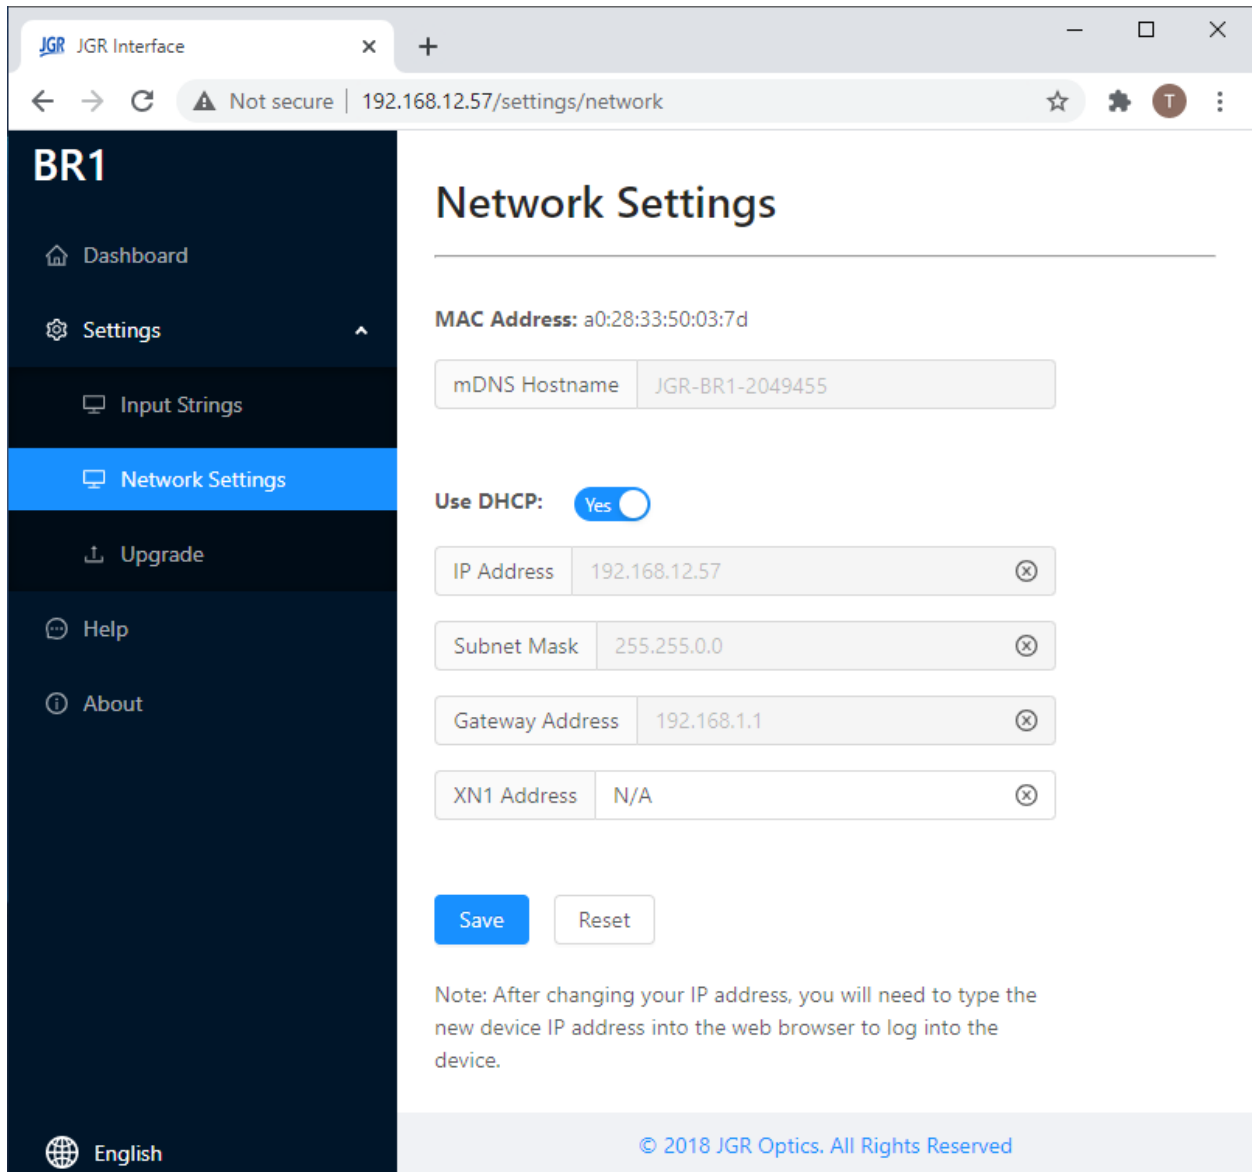 JGR JGR Interface
Not secure 192.168.12.57/settings/network
T
BR1
Dashboard
Settings
Input Strings
Network Settings
Upgrade
Help
About
English
Network Settings
MAC Address: a0:28:33:50:03:7d
mDNS Hostname JGR-BR1-2049455
Use DHCP: Yes
IP Address 192.168.12.57
Subnet Mask 255.255.0.0
Gateway Address 192.168.1.1
XN1 Address N/A
Save Reset
Note: After changing your IP address, you will need to type the
new device IP address into the web browser to log into the
device.
© 2018 JGR Optics. All Rights Reserved